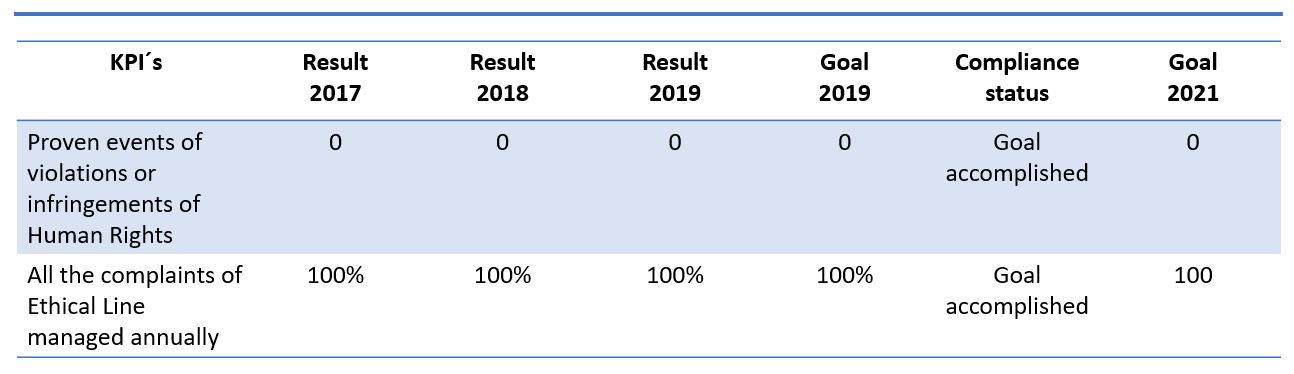 KPI´s Result 2017 Result 2018 Result 2019 Goal 2019 Compliance status Goal 2021
Proven events of violations or infringements of Human Rights 0 0 0 0 Goal accomplished 0
All the complaints of Ethical Line managed annually 100% 100% 100% 100% Goal accomplished 100